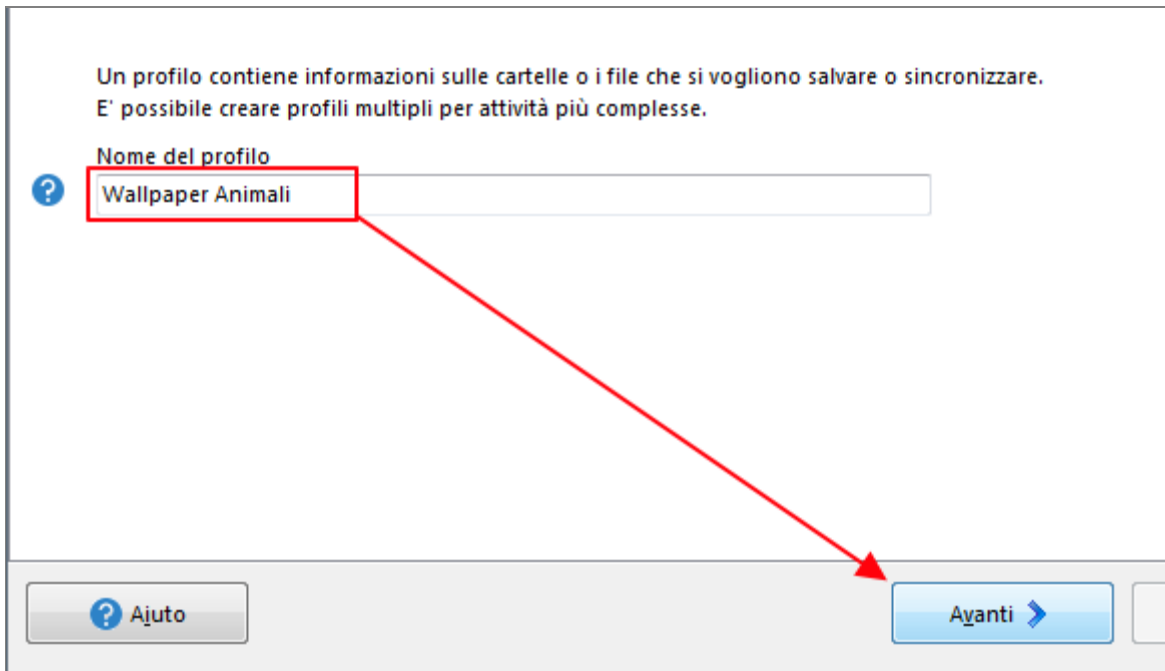 Un profilo contiene informazioni sulle cartelle o i file che si vogliono salvare o sincronizzare.
E' possibile creare profili multipli per attività più complesse.
Nome del profilo
?
Wallpaper Animali
? Aiuto
Avanti